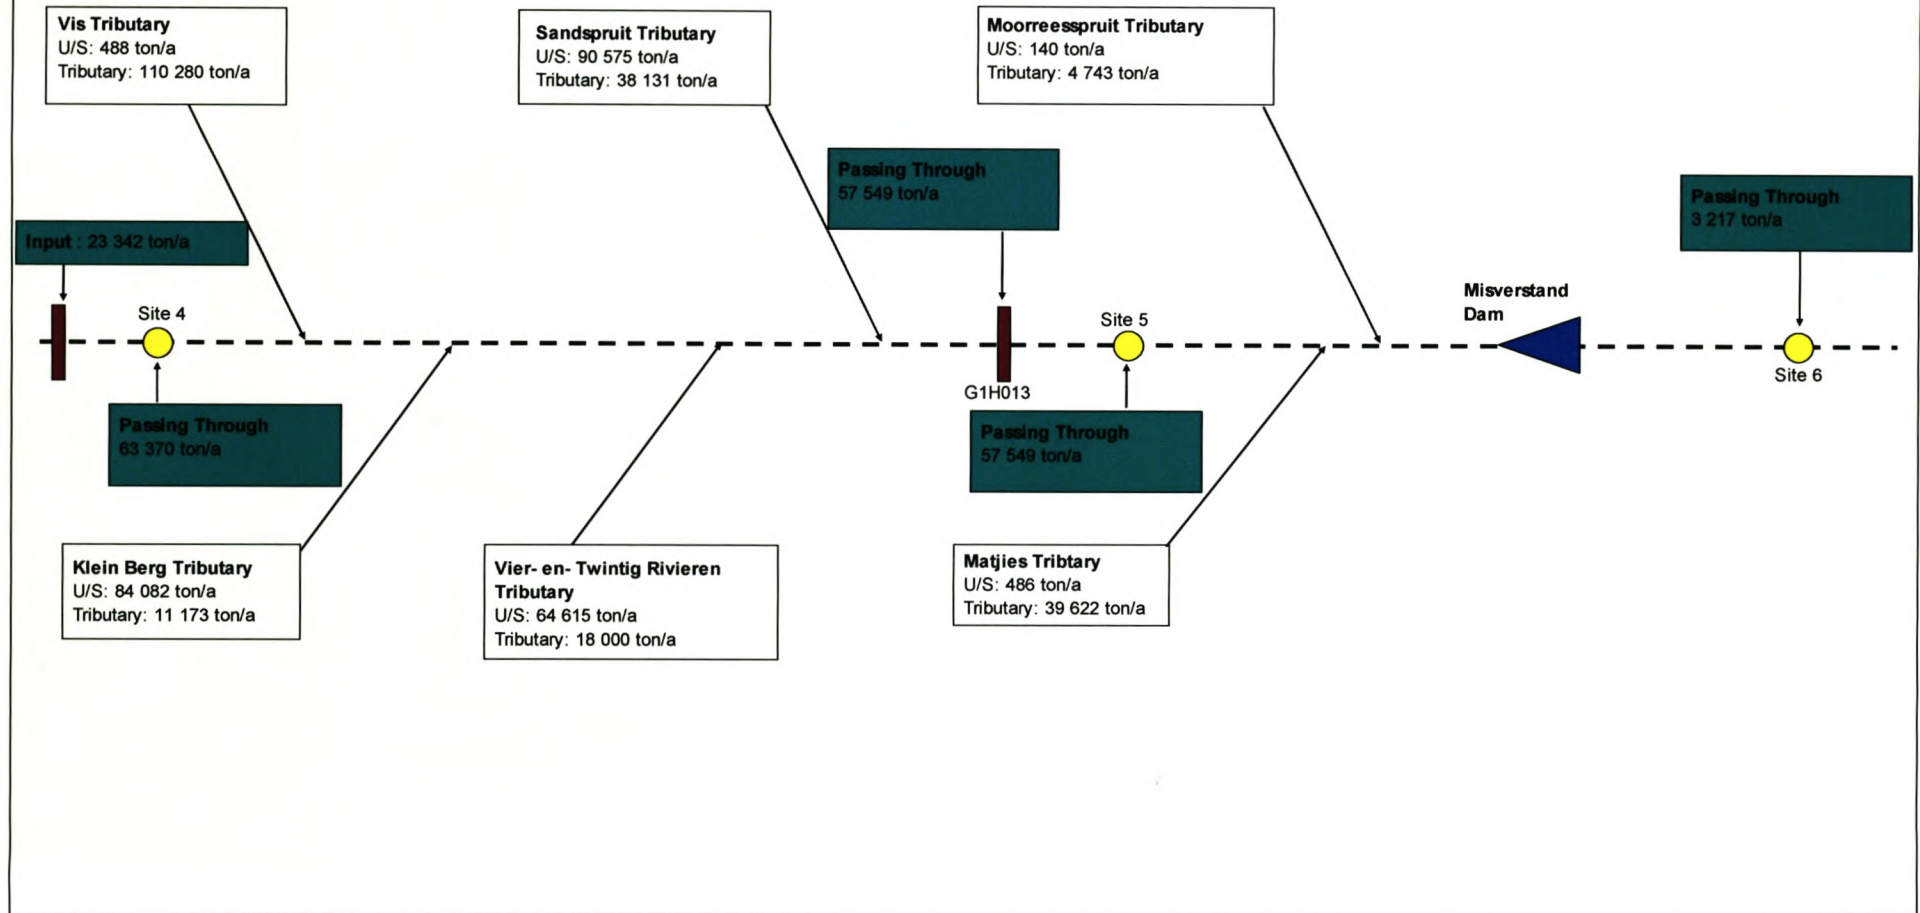 Vis Tributary
U/S: 488 ton/a
Tributary: 110 280 ton/a
Sandspruit Tributary
U/S: 90 575 ton/a
Tributary: 38 131 ton/a
Moorreesspruit Tributary
U/S: 140 ton/a
Tributary: 4 743 ton/a
Passing Through
57 549 ton/a
Passing Through
3 217 ton/a
Input : 23 342 ton/a
Site 4
Site 5
Misverstand
Dam
Site 6
G1H013
Passing Through
63 370 ton/a
Passing Through
57 549 ton/a
Klein Berg Tributary
U/S: 84 082 ton/a
Tributary: 11 173 ton/a
Vier- en- Twintig Rivieren
Tributary
U/S: 64 615 ton/a
Tributary: 18 000 ton/a
Matjies Tribtary
U/S: 486 ton/a
Tributary: 39 622 ton/a